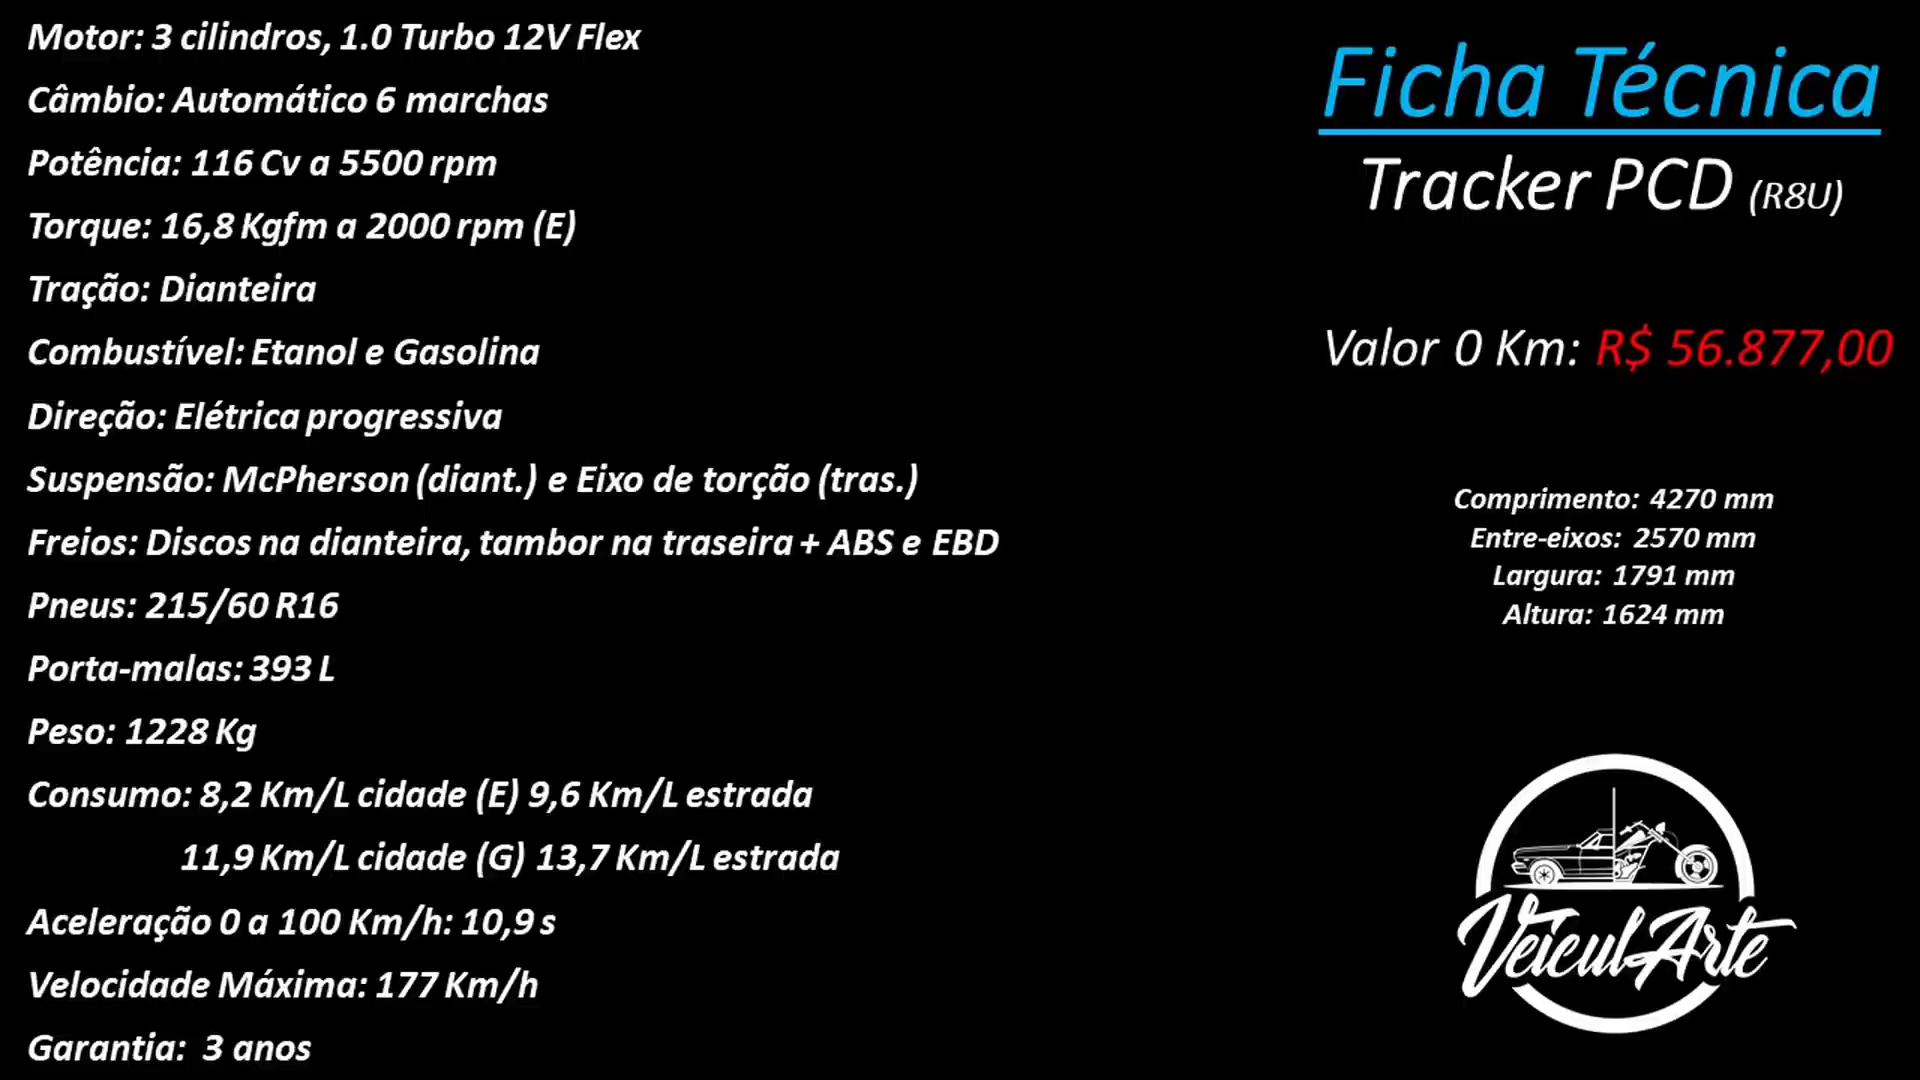 Motor: 3 cilindros, 1.0 Turbo 12V Flex
Câmbio: Automático 6 marchas
Potência: 116 Cv a 5500 rpm
Torque: 16,8 Kgfm a 2000 rpm (E)
Tração: Dianteira
Combustível: Etanol e Gasolina
Direção: Elétrica progressiva
Suspensão: McPherson (diant.) e Eixo de torção (tras.)
Freios: Discos na dianteira, tambor na traseira + ABS e EBD
Pneus: 215/60 R16
Porta-malas: 393 L
Peso: 1228 Kg
Consumo: 8,2 Km/L cidade (E) 9,6 Km/L estrada
11,9 Km/L cidade (G) 13,7 Km/L estrada
Aceleração 0 a 100 Km/h: 10,9 s
Velocidade Máxima: 177 Km/h
Garantia: 3 anos
Ficha Técnica
Tracker PCD (R8U)
Valor 0 Km: R$ 56.877,00
Comprimento: 4270 mm
Entre-eixos: 2570 mm
Largura: 1791 mm
Altura: 1624 mm
VeículArte